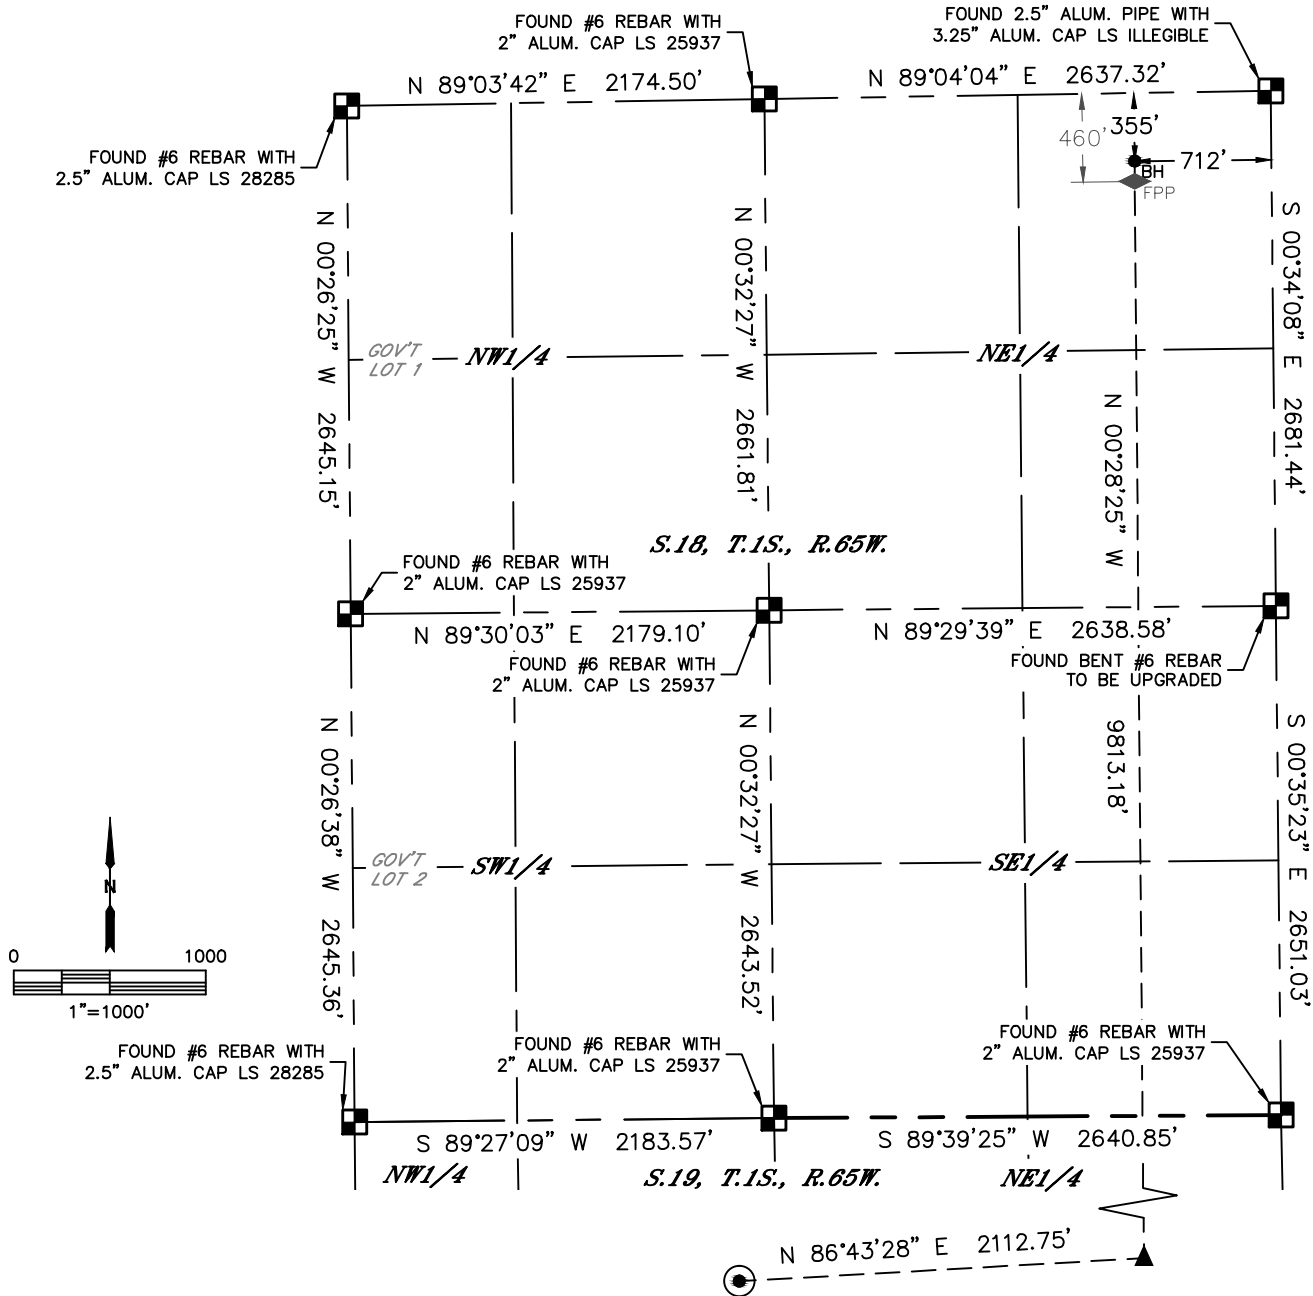 FOUND #6 REBAR WITH
2" ALUM. CAP LS 25937
FOUND 2.5" ALUM. PIPE WITH
3.25" ALUM. CAP LS ILLEGIBLE
N 89°03'42" E 2174.50'
N 89°04'04" E 2637.32'
FOUND #6 REBAR WITH
2.5" ALUM. CAP LS 28285
460'
355'
712'
BH
FPP
N 00°26'25" W 2645.15'
N 00°32'27" W 2661.81'
S 00°34'08" E 2681.44'
GOV'T
LOT 1
NW1/4
NE1/4
N 00°28'25" W 9813.18'
S.18, T.1S., R.65W.
FOUND #6 REBAR WITH
2" ALUM. CAP LS 25937
N 89°30'03" E 2179.10'
N 89°29'39" E 2638.58'
FOUND #6 REBAR WITH
2" ALUM. CAP LS 25937
FOUND BENT #6 REBAR
TO BE UPGRADED
N 00°26'38" W 2645.36'
N 00°32'27" W 2643.52'
S 00°35'23" E 2651.03'
GOV'T
LOT 2
SW1/4
SE1/4
N
0 1000
1"=1000'
FOUND #6 REBAR WITH
2.5" ALUM. CAP LS 28285
FOUND #6 REBAR WITH
2" ALUM. CAP LS 25937
FOUND #6 REBAR WITH
2" ALUM. CAP LS 25937
S 89°27'09" W 2183.57'
S 89°39'25" W 2640.85'
NW1/4
S.19, T.1S., R.65W.
NE1/4
N 86°43'28" E 2112.75'